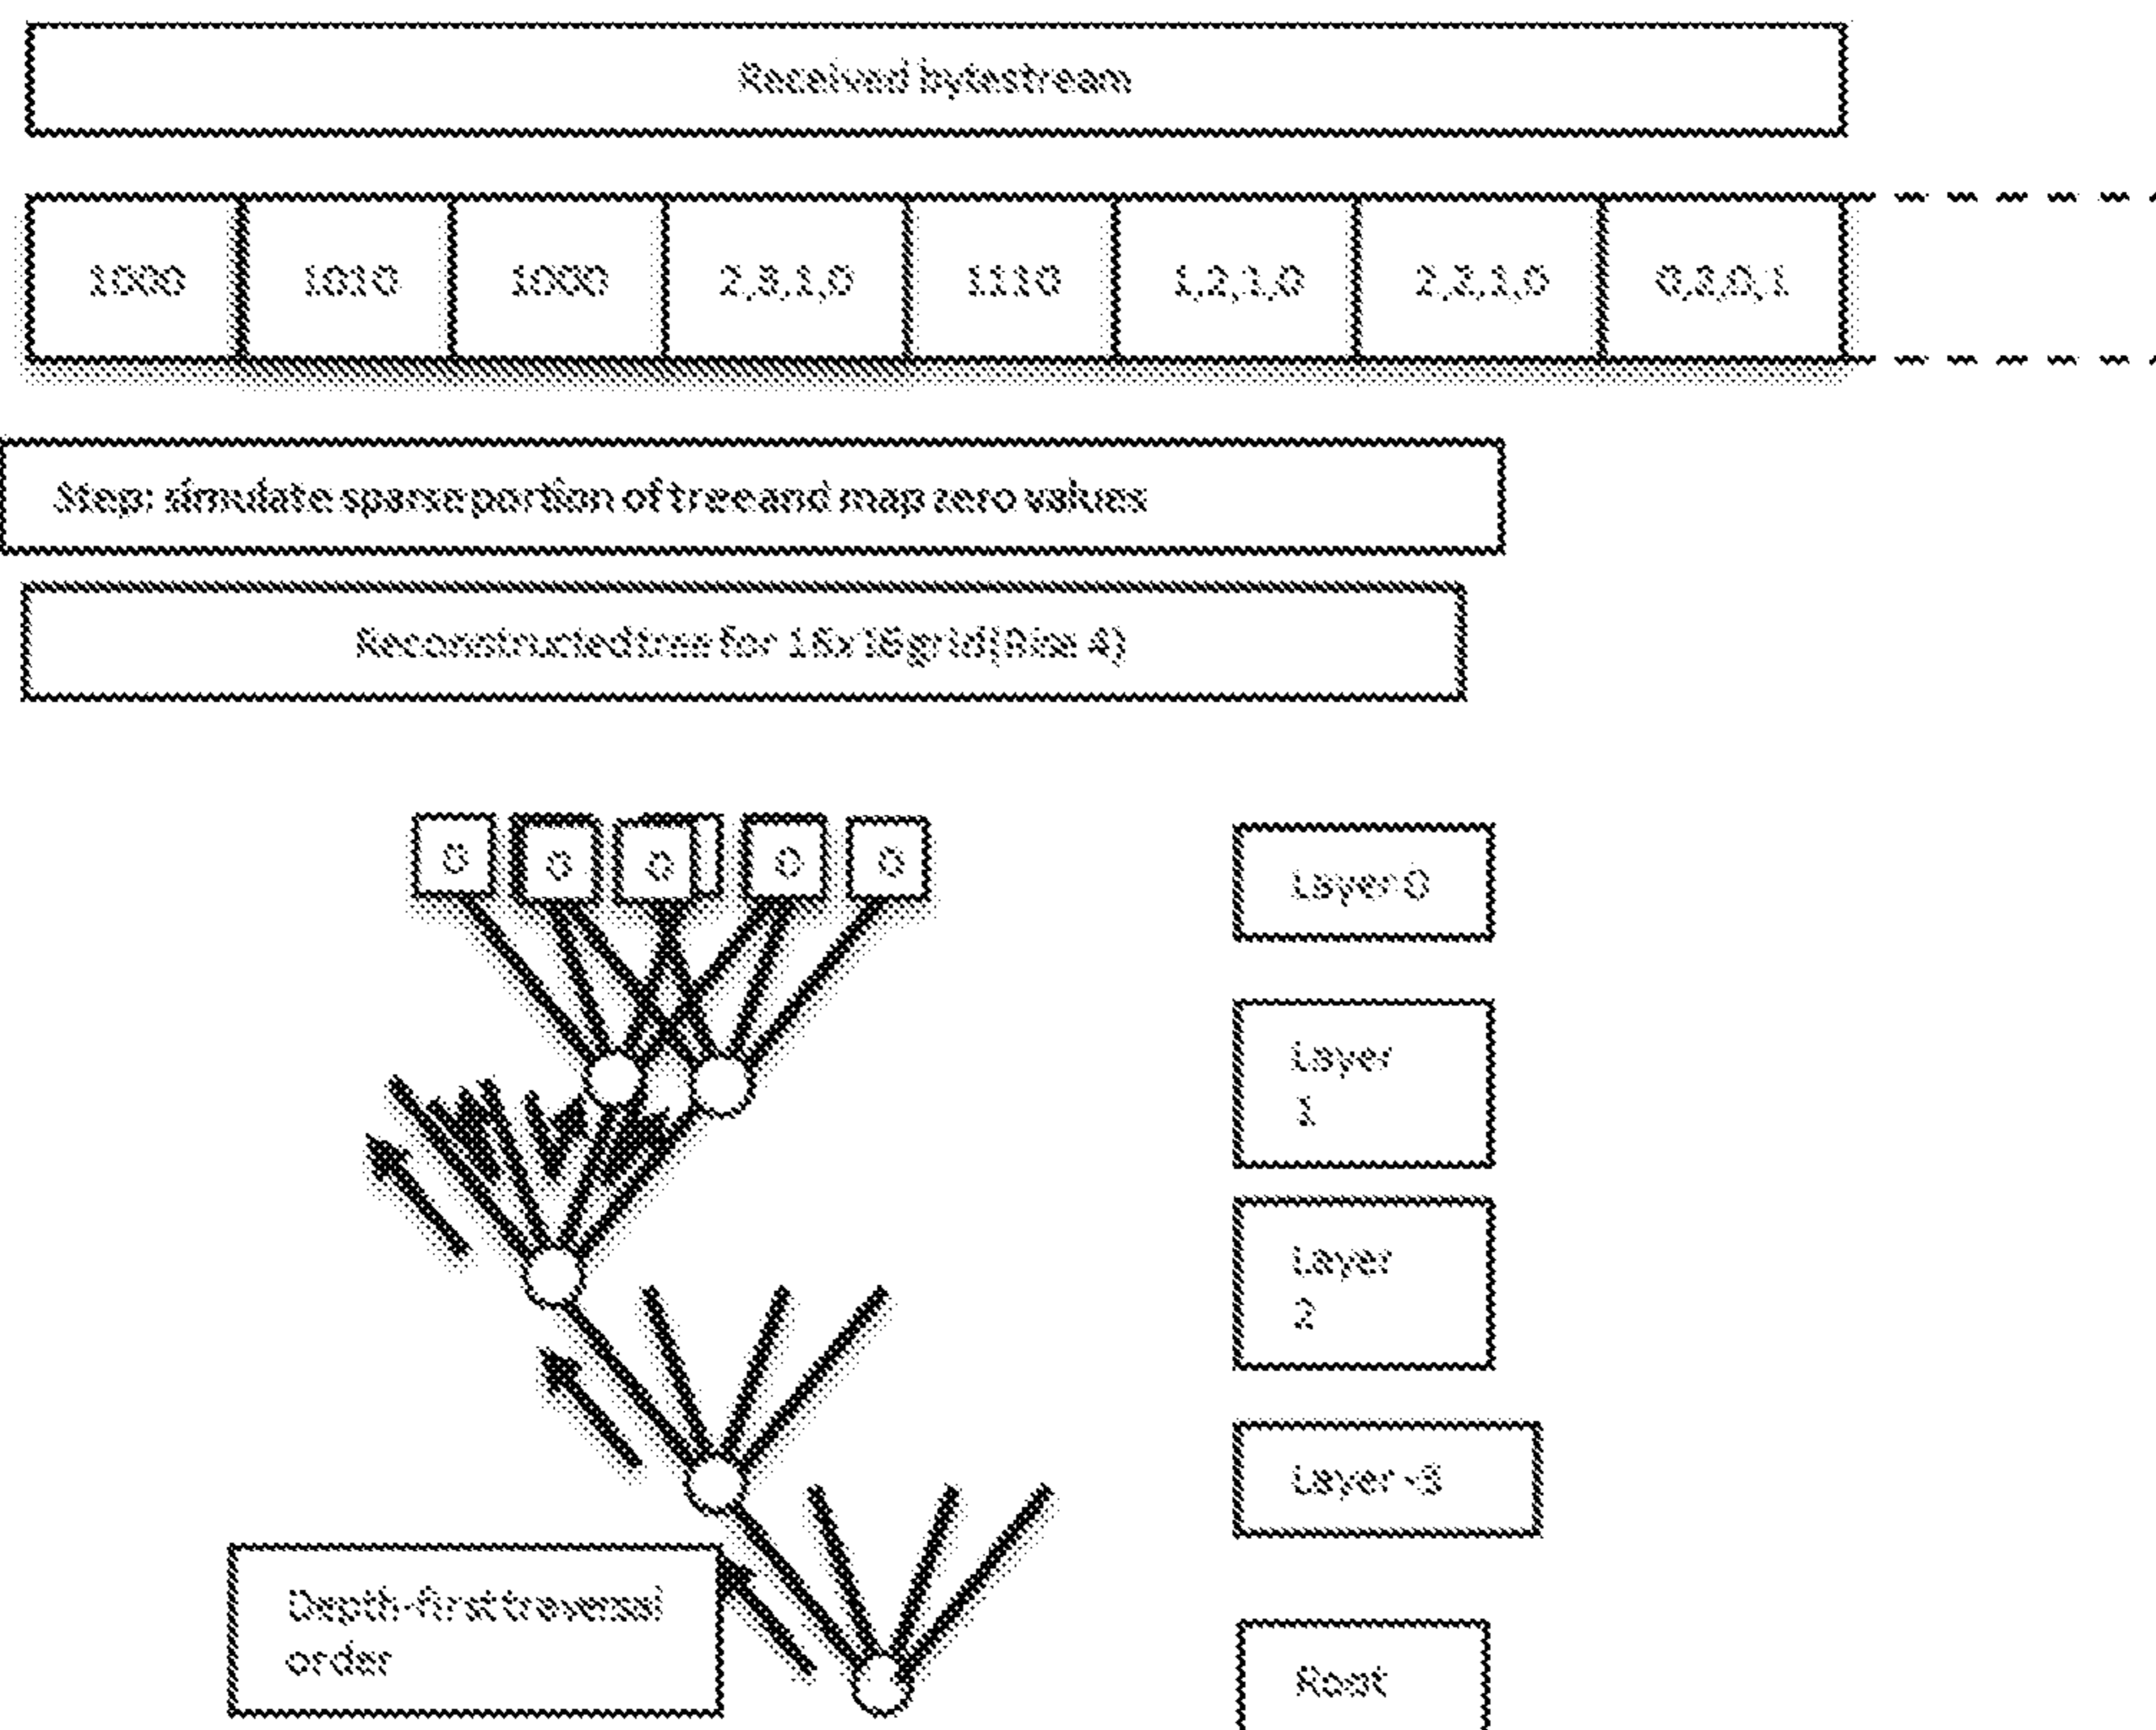 Received bytestream
1000 1010 1000 2,3,1,0 1110 1,2,1,0 2,2,1,0 0,3,0,1
Step: simulate sparse portion of tree and map zero values
Reconstructed tree for 16x16 grid (Size 4)
0 0 0 0 0
Layer 0
Layer
1
Layer
2
Layer -3
Depth-first traversal
order
Root